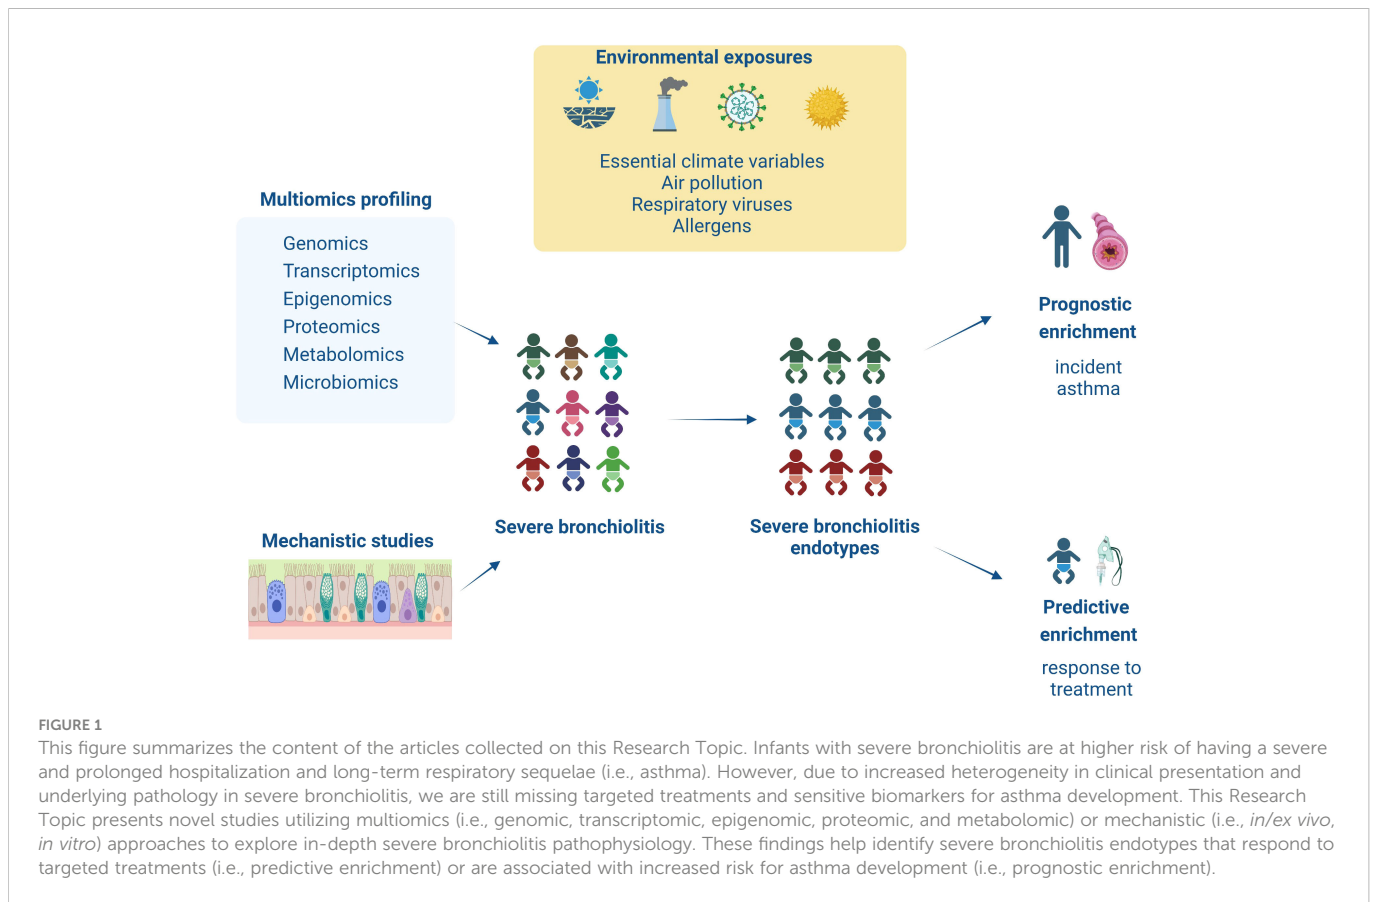 Environmental exposures
Essential climate variables
Air pollution
Respiratory viruses
Allergens
Multiomics profiling
Genomics
Transcriptomics
Epigenomics
Proteomics
Metabolomics
Microbiomics
Mechanistic studies
Severe bronchiolitis
Severe bronchiolitis
endotypes
Prognostic
enrichment
incident
asthma
Predictive
enrichment
response to
treatment
FIGURE 1
This figure summarizes the content of the articles collected on this Research Topic. Infants with severe bronchiolitis are at higher risk of having a severe
and prolonged hospitalization and long-term respiratory sequelae (i.e., asthma). However, due to increased heterogeneity in clinical presentation and
underlying pathology in severe bronchiolitis, we are still missing targeted treatments and sensitive biomarkers for asthma development. This Research
Topic presents novel studies utilizing multiomics (i.e., genomic, transcriptomic, epigenomic, proteomic, and metabolomic) or mechanistic (i.e., in/ex vivo,
in vitro) approaches to explore in-depth severe bronchiolitis pathophysiology. These findings help identify severe bronchiolitis endotypes that respond to
targeted treatments (i.e., predictive enrichment) or are associated with increased risk for asthma development (i.e., prognostic enrichment).